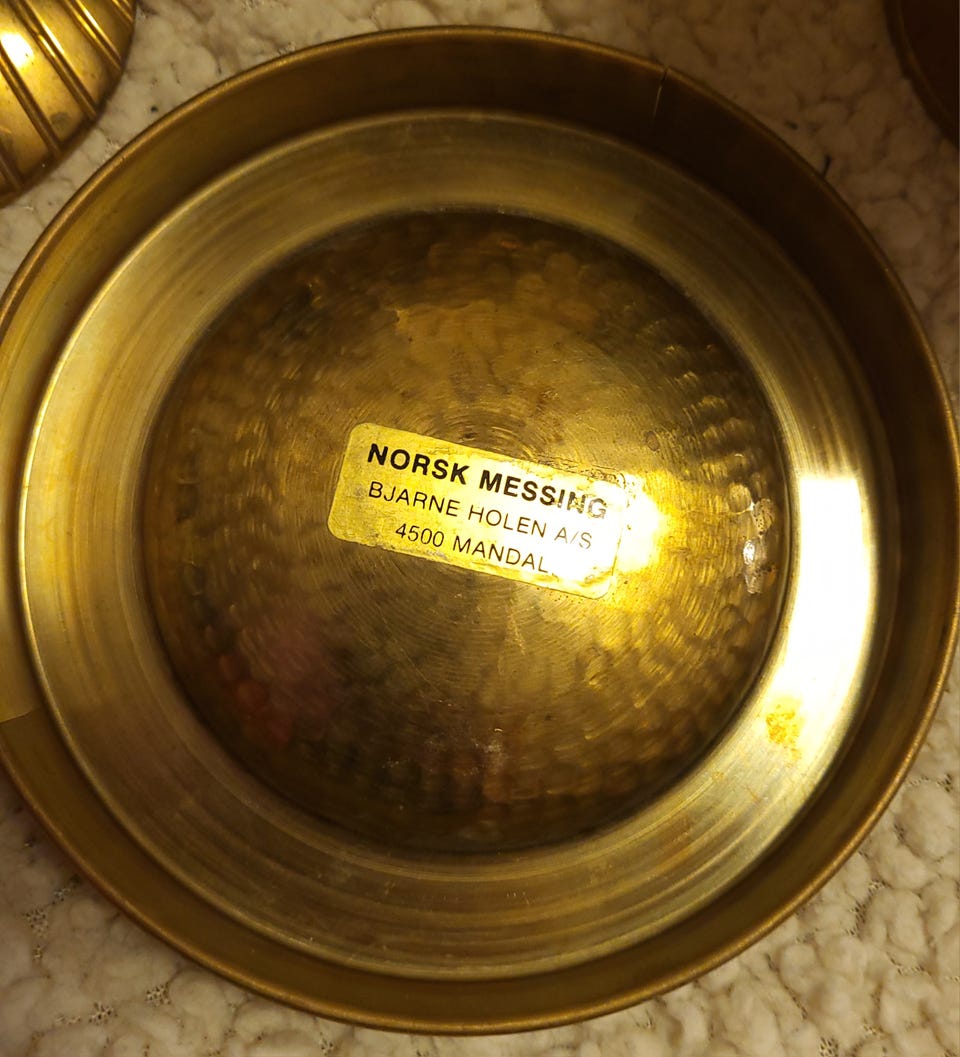 NORSK MESSING
BJARNE HOLEN A/S
4500 MANDAL